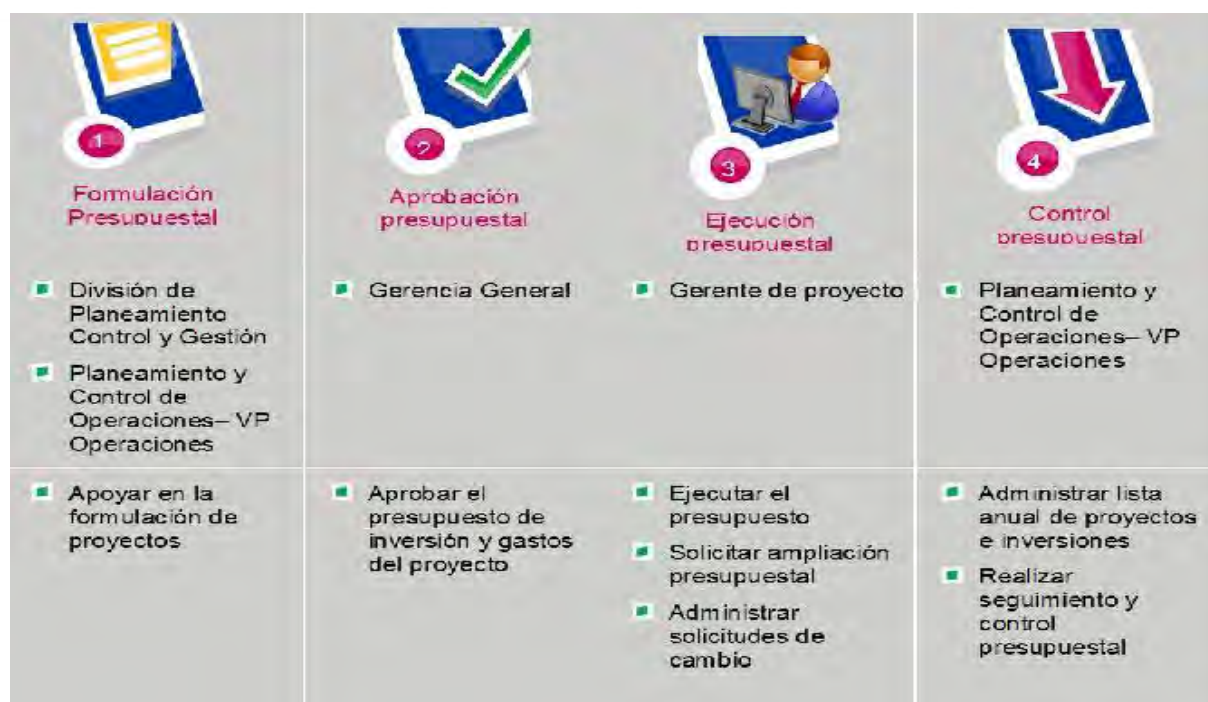 1
Formulación
Presupuestal
División de
Planeamiento
Control y Gestión
Planeamiento y
Control de
Operaciones– VP
Operaciones
Apoyar en la
formulación de
proyectos
2
Aprobación
presupuestal
Gerencia General
Aprobar el
presupuesto de
inversión y gastos
del proyecto
3
Ejecución
presupuestal
Gerente de proyecto
Ejecutar el
presupuesto
Solicitar ampliación
presupuestal
Administrar
solicitudes de
cambio
4
Control
presupuestal
Planeamiento y
Control de
Operaciones– VP
Operaciones
Administrar lista
anual de proyectos
e inversiones
Realizar
seguimiento y
control
presupuestal